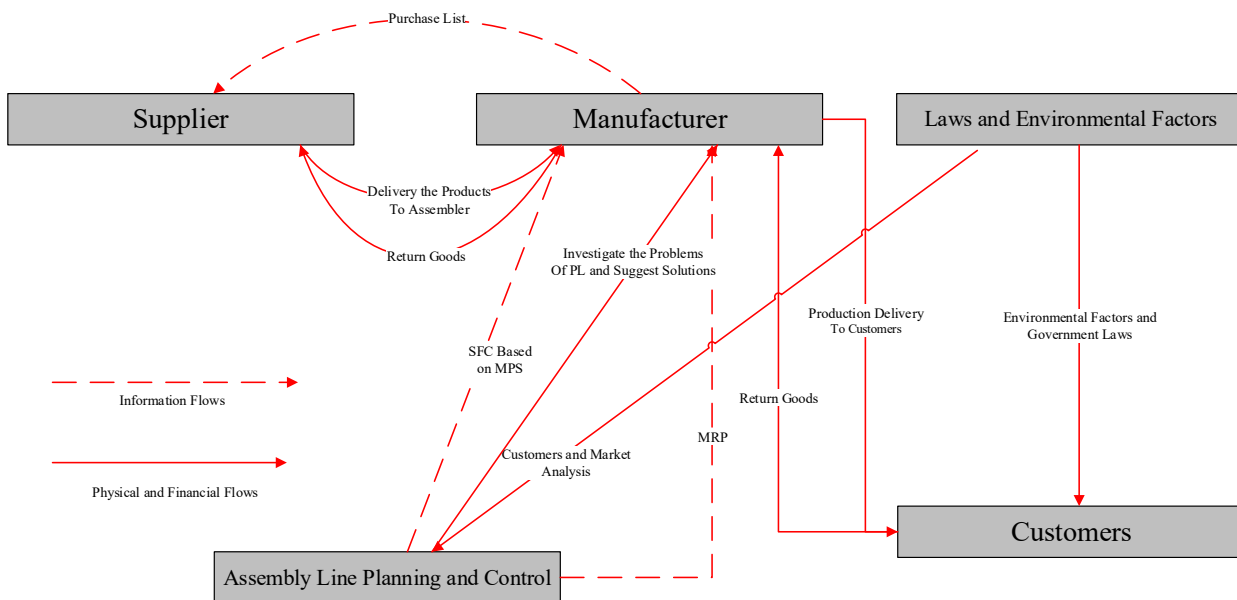 Purchase List
Supplier
Manufacturer
Laws and Environmental Factors
Delivery the Products
To Assembler
Return Goods
Investigate the Problems
Of PL and Suggest Solutions
Production Delivery
To Customers
Environmental Factors and
Government Laws
SFC Based
on MPS
Information Flows
Return Goods
MRP
Customers and Market
Analysis
Physical and Financial Flows
Customers
Assembly Line Planning and Control